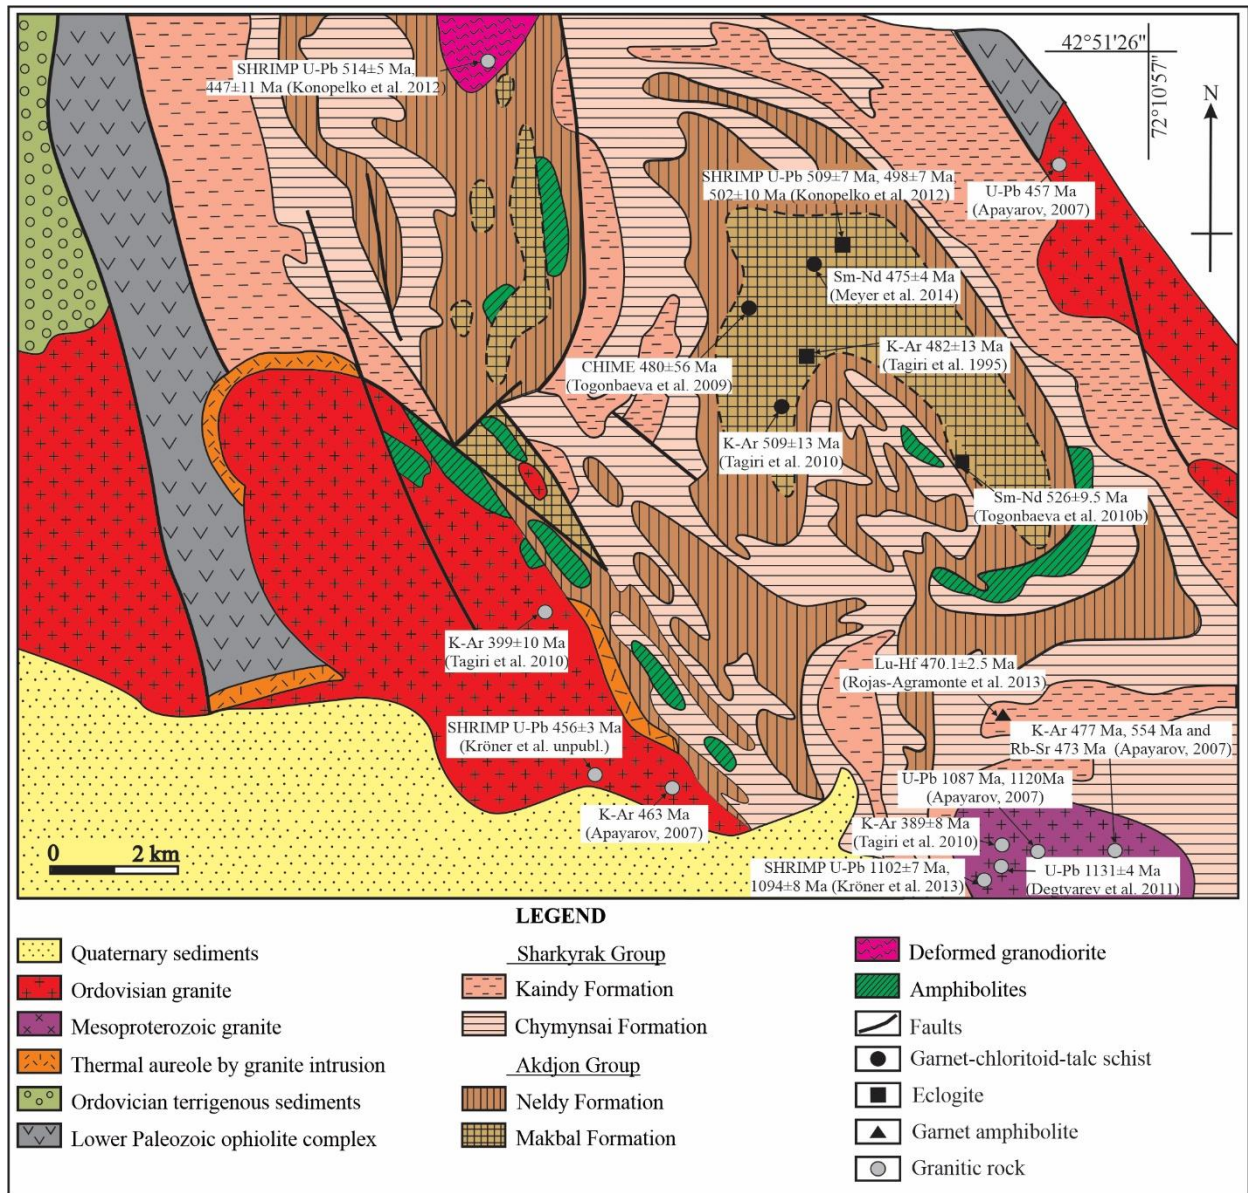 SHRIMP U-Pb 514±5 Ma,
447±11 Ma (Konopelko et al. 2012)
42°51'26"
72°10'57"
N
SHRIMP U-Pb 509±7 Ma, 498±7 Ma,
502±10 Ma (Konopelko et al. 2012)
U-Pb 457 Ma
(Apayarov, 2007)
Sm-Nd 475±4 Ma
(Meyer et al. 2014)
K-Ar 482±13 Ma
(Tagiri et al. 1995)
CHIME 480±56 Ma
(Togonbaeva et al. 2009)
K-Ar 509±13 Ma
(Tagiri et al. 2010)
Sm-Nd 526±9.5 Ma
(Togonbaeva et al. 2010b)
K-Ar 399±10 Ma
(Tagiri et al. 2010)
Lu-Hf 470.1±2.5 Ma
(Rojas-Agramonte et al. 2013)
SHRIMP U-Pb 456±3 Ma
(Kröner et al. unpubl.)
K-Ar 477 Ma, 554 Ma and
Rb-Sr 473 Ma (Apayarov, 2007)
U-Pb 1087 Ma, 1120Ma
(Apayarov, 2007)
K-Ar 463 Ma
(Apayarov, 2007)
K-Ar 389±8 Ma
(Tagiri et al. 2010)
SHRIMP U-Pb 1102±7 Ma,
1094±8 Ma (Kröner et al. 2013)
U-Pb 1131±4 Ma
(Degtyarev et al. 2011)
0 2 km
LEGEND
Quaternary sediments
Ordovisian granite
Mesoproterozoic granite
Thermal aureole by granite intrusion
Ordovician terrigenous sediments
Lower Paleozoic ophiolite complex
Sharkyrak Group
Kaindy Formation
Chymynsai Formation
Akdjon Group
Neldy Formation
Makbal Formation
Deformed granodiorite
Amphibolites
Faults
Garnet-chloritoid-talc schist
Eclogite
Garnet amphibolite
Granitic rock